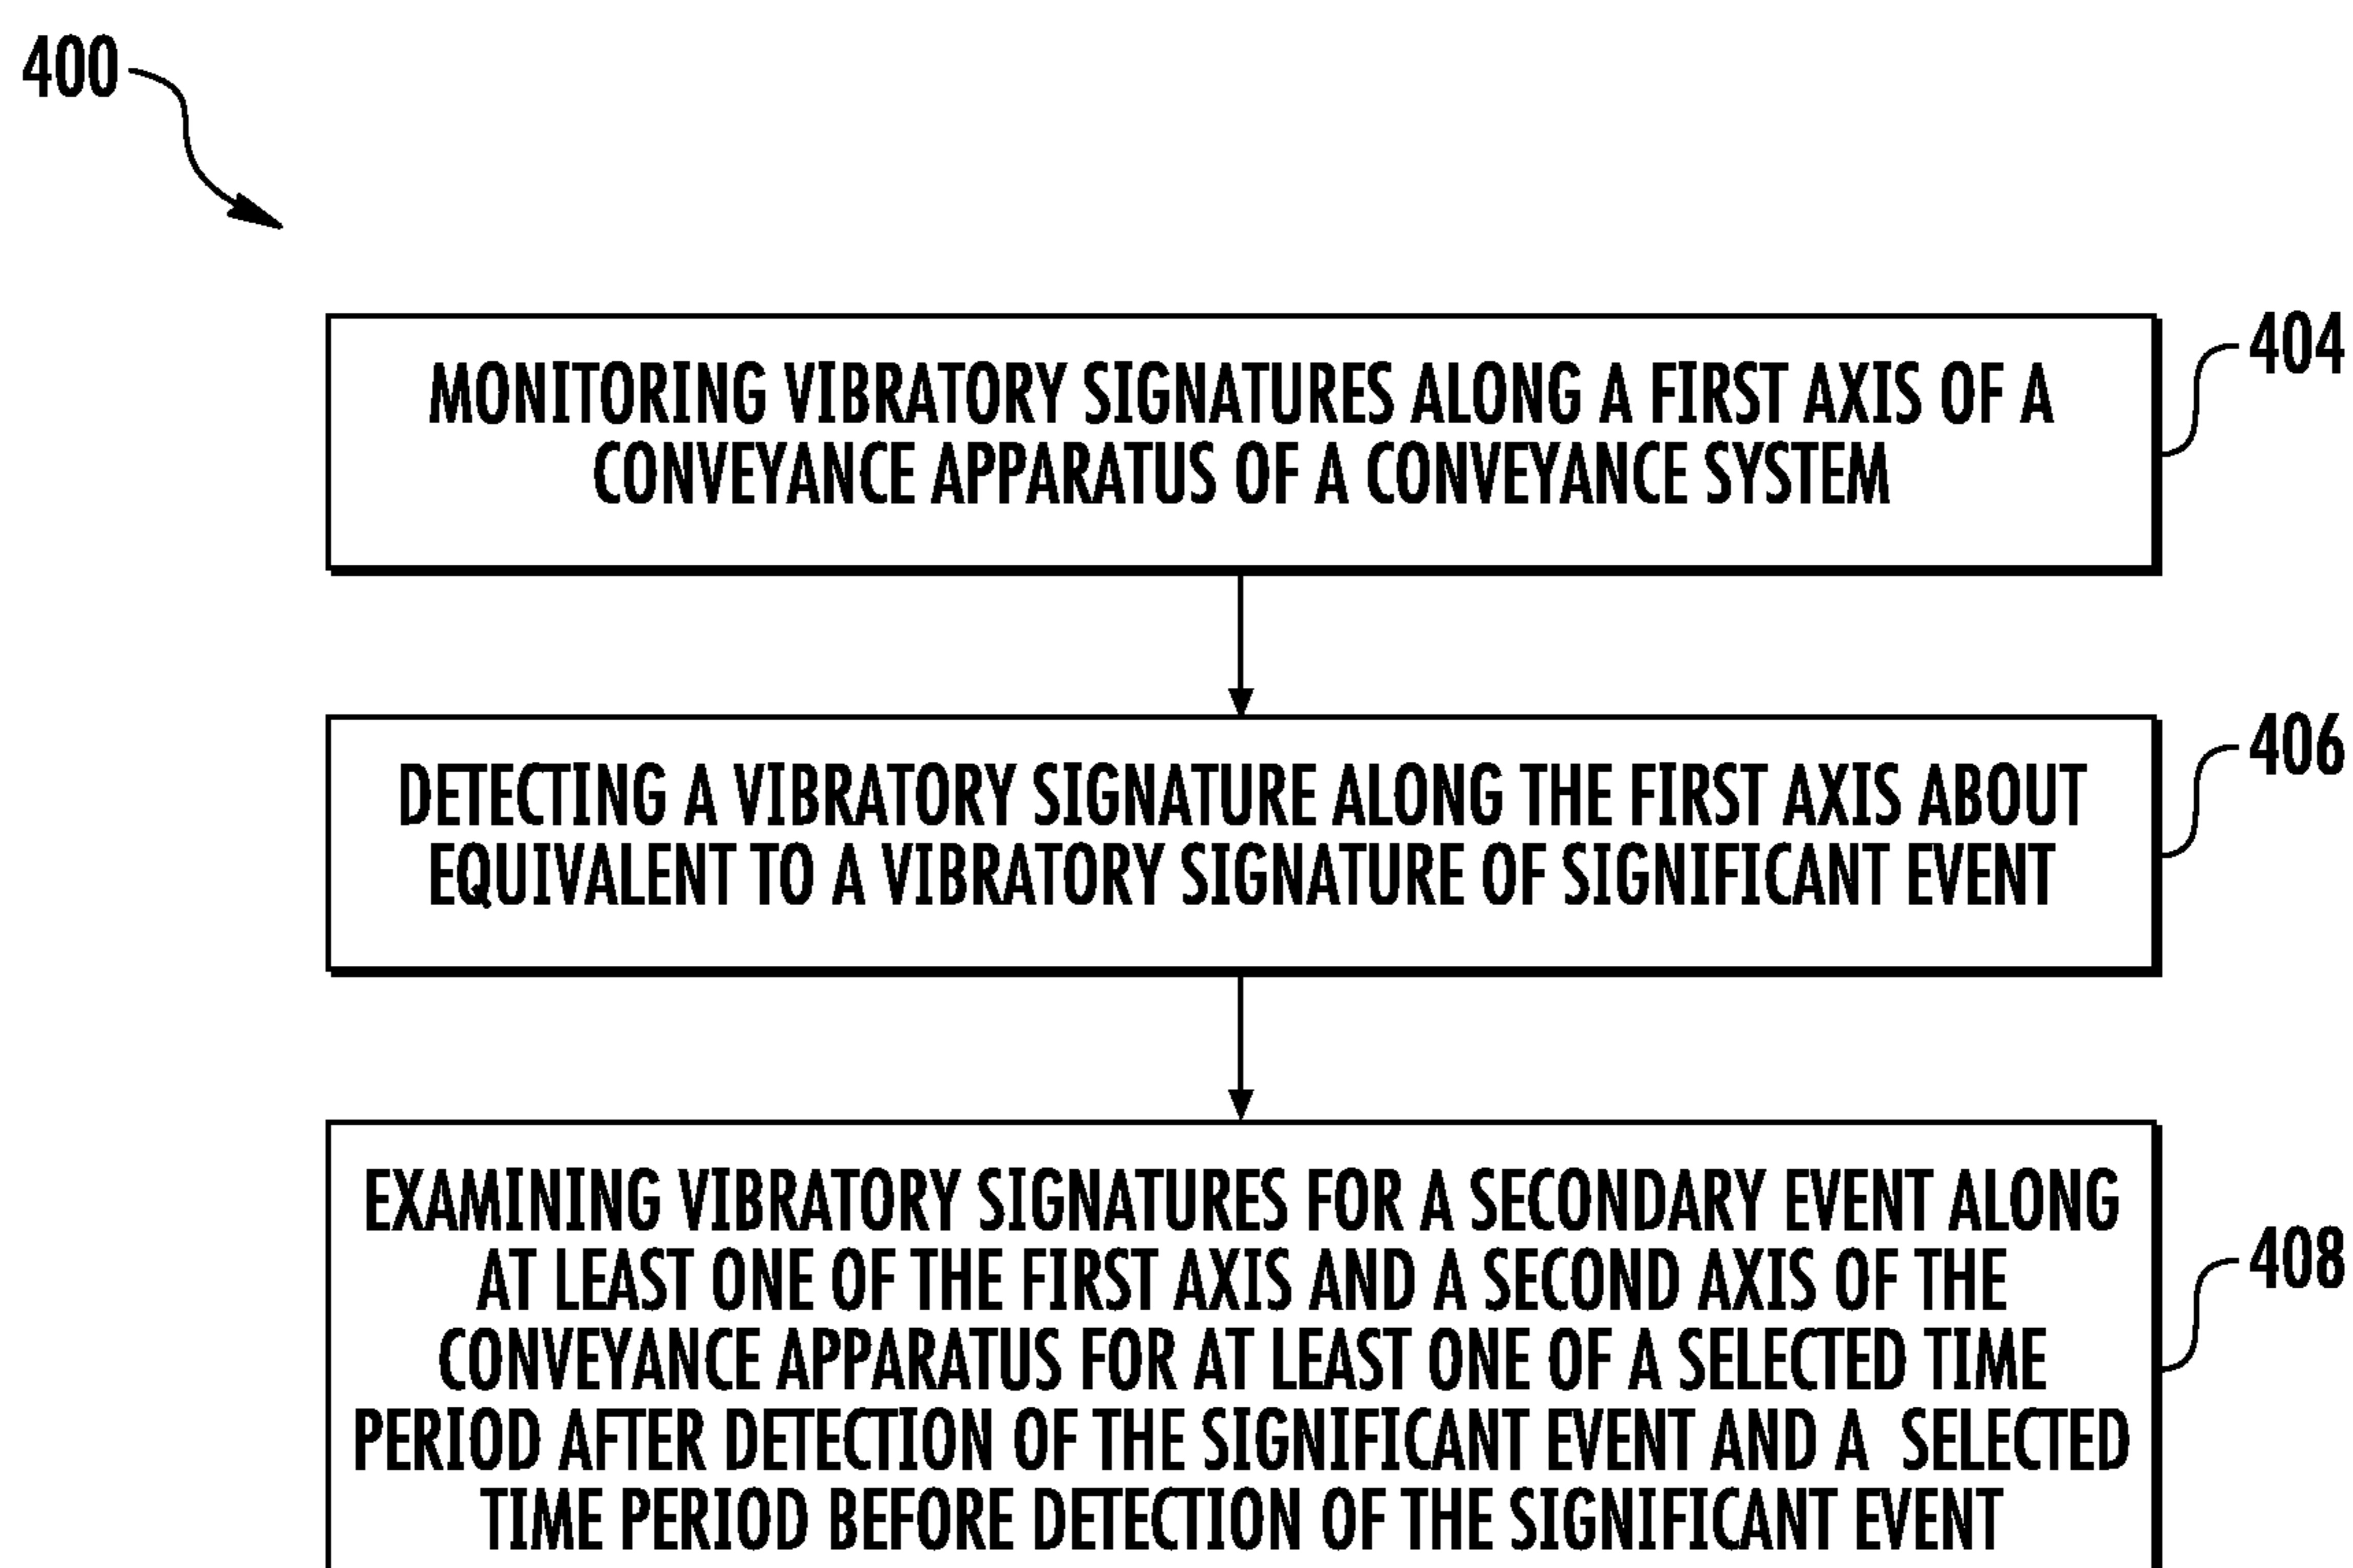 400
404
MONITORING VIBRATORY SIGNATURES ALONG A FIRST AXIS OF A
CONVEYANCE APPARATUS OF A CONVEYANCE SYSTEM
406
DETECTING A VIBRATORY SIGNATURE ALONG THE FIRST AXIS ABOUT
EQUIVALENT TO A VIBRATORY SIGNATURE OF SIGNIFICANT EVENT
408
EXAMINING VIBRATORY SIGNATURES FOR A SECONDARY EVENT ALONG
AT LEAST ONE OF THE FIRST AXIS AND A SECOND AXIS OF THE
CONVEYANCE APPARATUS FOR AT LEAST ONE OF A SELECTED TIME
PERIOD AFTER DETECTION OF THE SIGNIFICANT EVENT AND A SELECTED
TIME PERIOD BEFORE DETECTION OF THE SIGNIFICANT EVENT